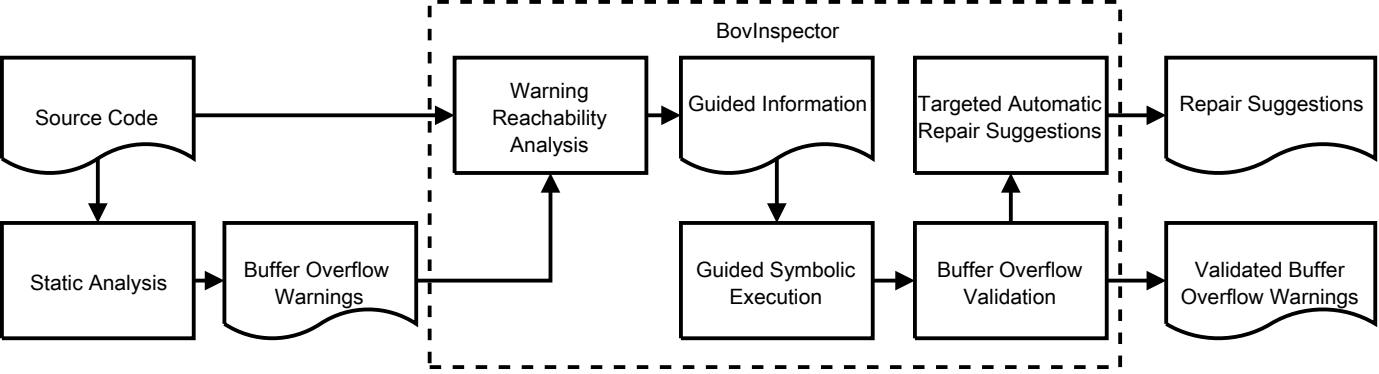 BovInspector
Source Code
Warning
Reachability
Analysis
Guided Information
Targeted Automatic
Repair Suggestions
Repair Suggestions
Static Analysis
Buffer Overflow
Warnings
Guided Symbolic
Execution
Buffer Overflow
Validation
Validated Buffer
Overflow Warnings